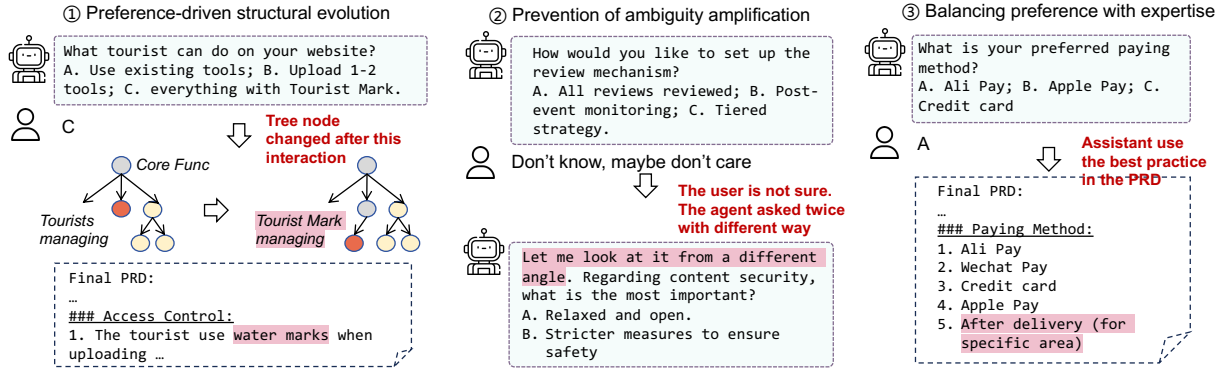 ① Preference-driven structural evolution
What tourist can do on your website?
A. Use existing tools; B. Upload 1-2
tools; C. everything with Tourist Mark.
C
Tree node
changed after this
interaction
Core Func
Tourists
managing
Tourist Mark
managing
Final PRD:
…
### Access Control:
1. The tourist use water marks when
uploading …
② Prevention of ambiguity amplification
How would you like to set up the
review mechanism?
A. All reviews reviewed; B. Post-
event monitoring; C. Tiered
strategy.
Don’t know, maybe don’t care
The user is not sure.
The agent asked twice
with different way
Let me look at it from a different
angle. Regarding content security,
what is the most important?
A. Relaxed and open.
B. Stricter measures to ensure
safety
③ Balancing preference with expertise
What is your preferred paying
method?
A. Ali Pay; B. Apple Pay; C.
Credit card
A
Assistant use
the best practice
in the PRD
Final PRD:
…
### Paying Method:
1. Ali Pay
2. Wechat Pay
3. Credit card
4. Apple Pay
5. After delivery (for
specific area)